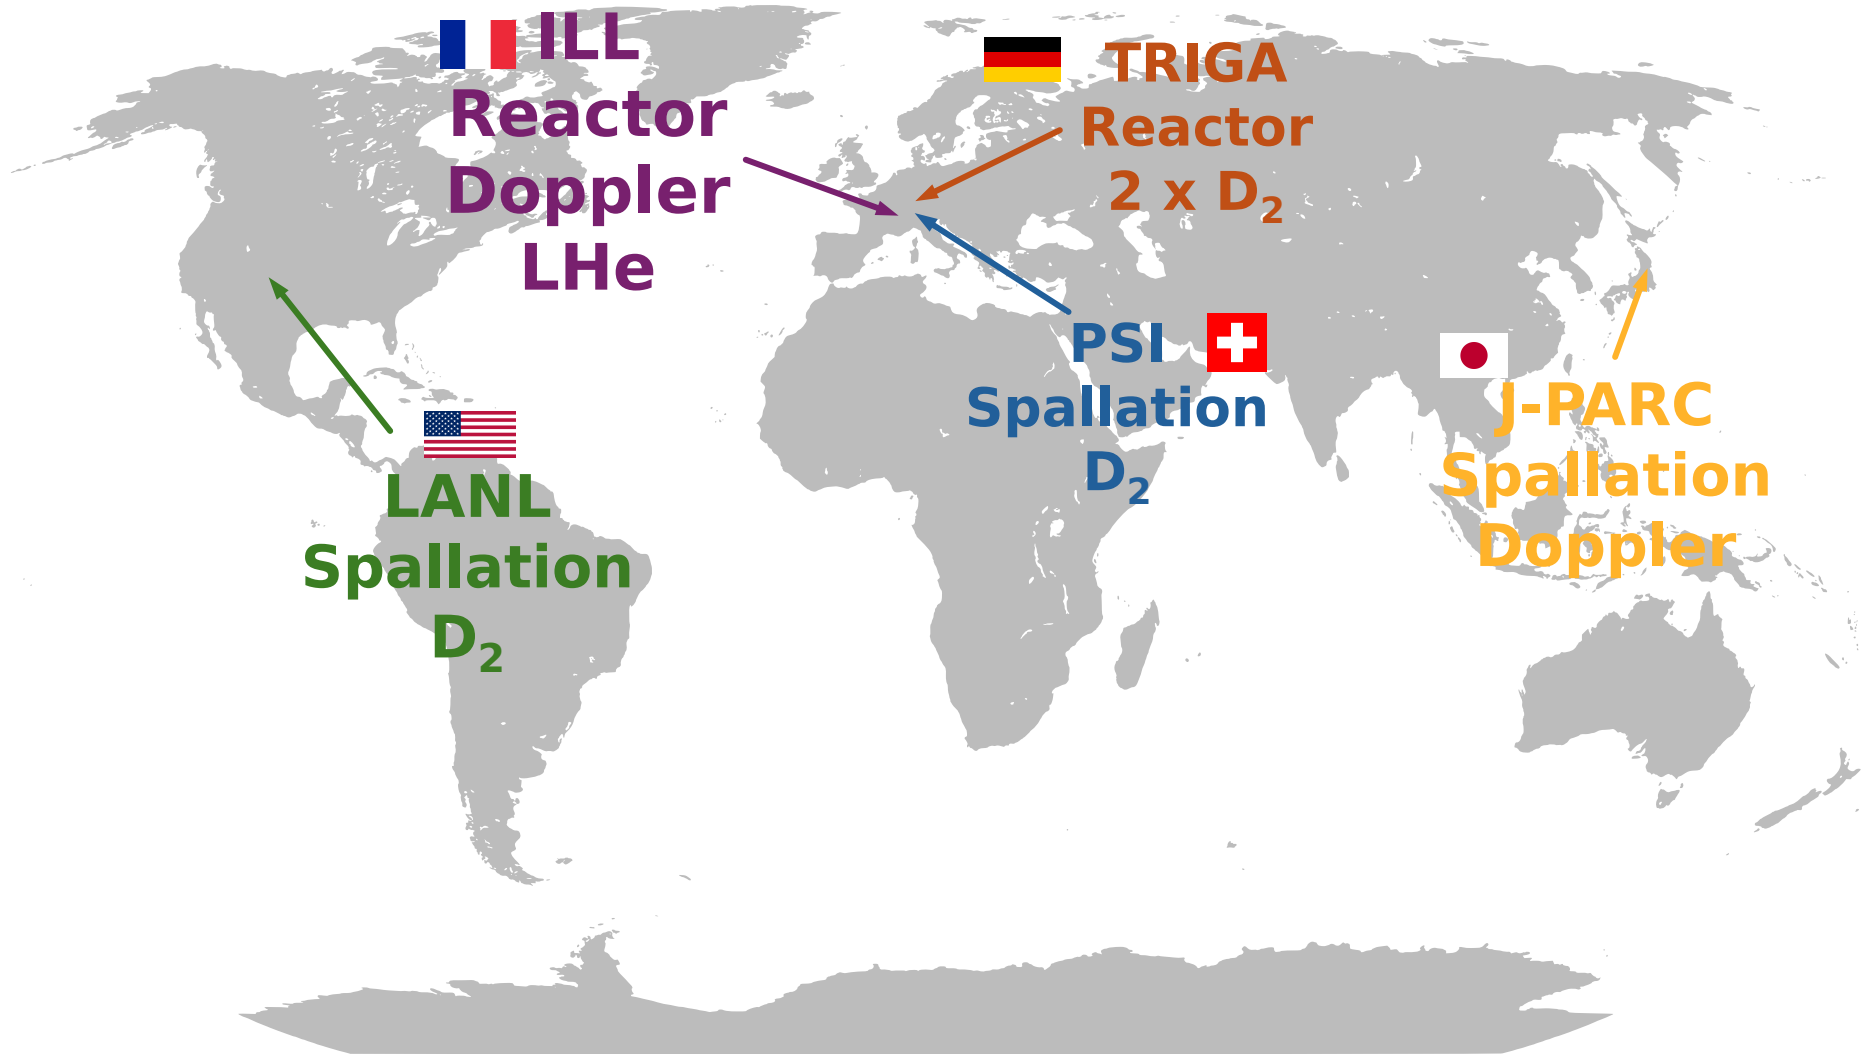 ILL
Reactor
Doppler
LHe
TRIGA
Reactor
2 x D₂
PSI
Spallation
D₂
J-PARC
Spallation
Doppler
LANL
Spallation
D₂